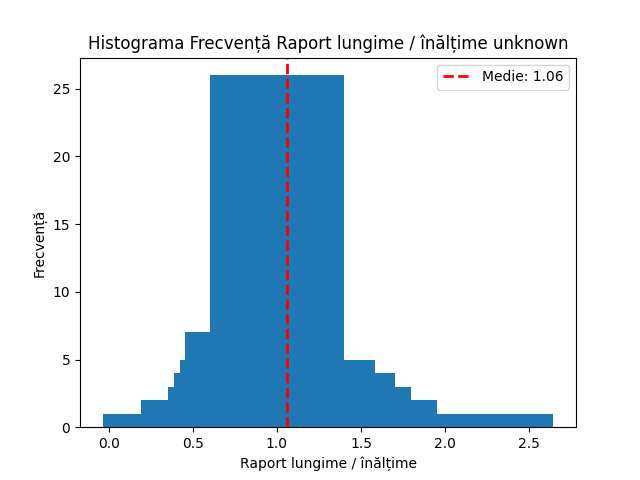 Histograma Frecvență Raport lungime / înălțime unknown
Medie: 1.06
Frecvență
25
20
15
10
5
0
0.0 0.5 1.0 1.5 2.0 2.5
Raport lungime / înălțime